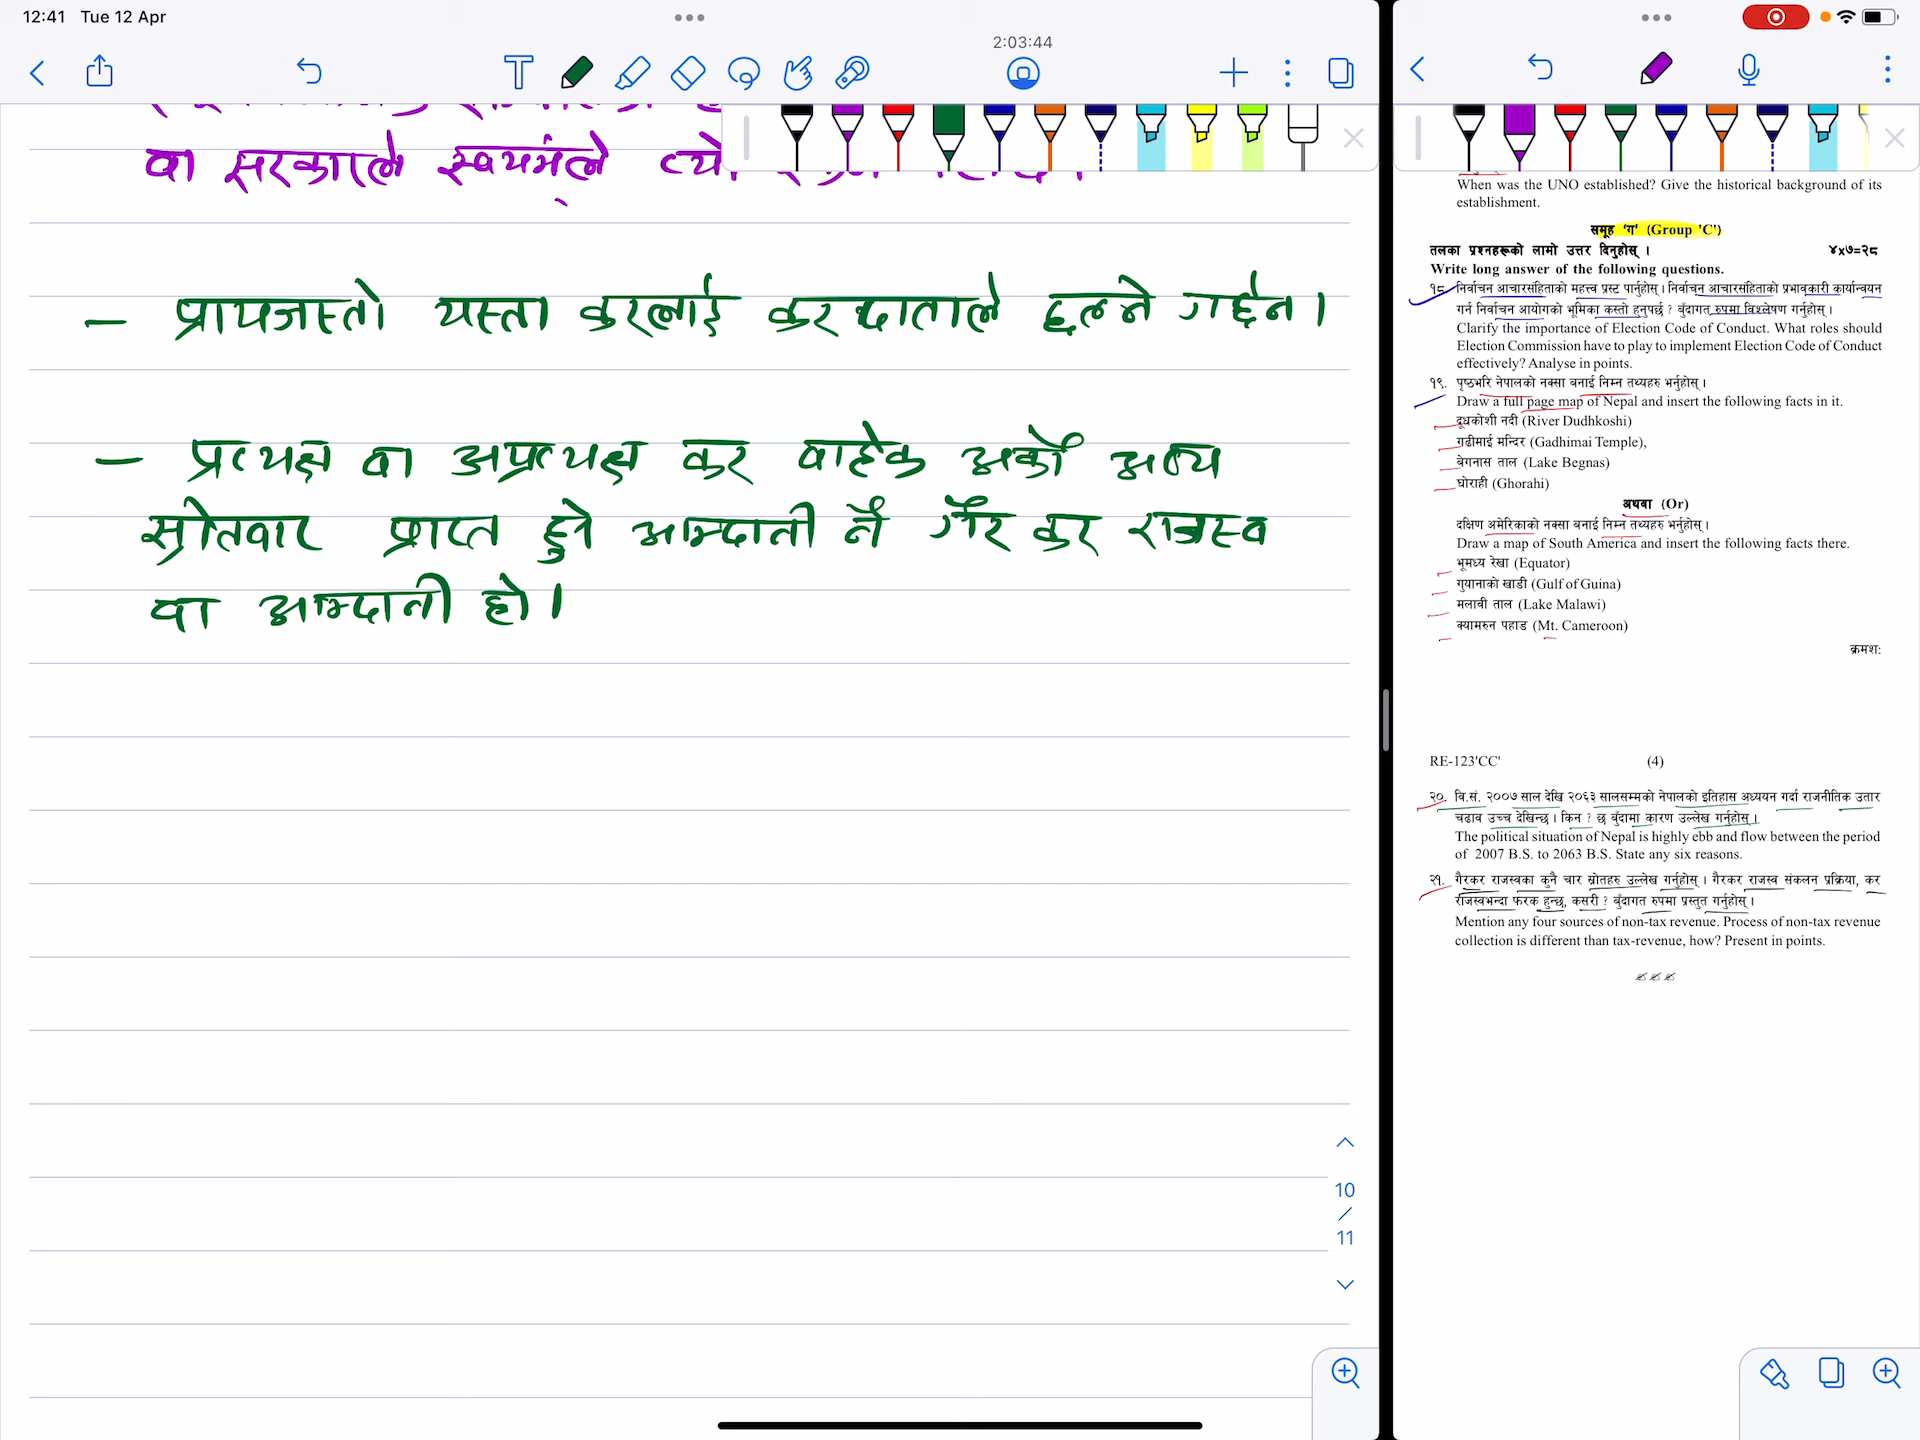 12:41 Tue 12 Apr
2:03:44
वा सरकारले स्वयमंले त्यो
– प्रायजस्तो यस्ता करलाई करदाताले छल्ने गर्दैन।
– प्रत्यक्ष वा अप्रत्यक्ष कर वाहेक अर्को अन्य
स्रोतवाट प्राप्त हुने आम्दानी नै गैर कर राजस्व
वा आम्दानी हो।
10
/
11
When was the UNO established? Give the historical background of its
establishment.
समूह 'ग' (Group 'C')
तलका प्रश्नहरूको लामो उत्तर दिनुहोस् । ४x७=२८
Write long answer of the following questions.
१८. निर्वाचन आचारसंहिताको महत्त्व प्रस्ट पार्नुहोस् । निर्वाचन आचारसंहिताको प्रभावकारी कार्यान्वयन
गर्न निर्वाचन आयोगको भूमिका कस्तो हुनुपर्छ ? बुँदागत रुपमा विश्लेषण गर्नुहोस् ।
Clarify the importance of Election Code of Conduct. What roles should
Election Commission have to play to implement Election Code of Conduct
effectively? Analyse in points.
१९. पृष्ठभरि नेपालको नक्सा बनाई निम्न तथ्यहरु भर्नुहोस् ।
Draw a full page map of Nepal and insert the following facts in it.
दूधकोशी नदी (River Dudhkoshi)
गढीमाई मन्दिर (Gadhimai Temple),
बेगनास ताल (Lake Begnas)
घोराही (Ghorahi)
अथवा (Or)
दक्षिण अमेरिकाको नक्सा बनाई निम्न तथ्यहरु भर्नुहोस् ।
Draw a map of South America and insert the following facts there.
भूमध्य रेखा (Equator)
गुयानाको खाडी (Gulf of Guina)
मलावी ताल (Lake Malawi)
क्यामरुन पहाड (Mt. Cameroon)
क्रमश:
RE-123'CC' (4)
२०. वि.सं. २००७ साल देखि २०६३ सालसम्मको नेपालको इतिहास अध्ययन गर्दा राजनीतिक उतार
चढाव उच्च देखिन्छ । किन ? छ बुँदामा कारण उल्लेख गर्नुहोस् ।
The political situation of Nepal is highly ebb and flow between the period
of 2007 B.S. to 2063 B.S. State any six reasons.
२१. गैरकर राजस्वका कुनै चार स्रोतहरु उल्लेख गर्नुहोस् । गैरकर राजस्व संकलन प्रक्रिया, कर
राजस्वभन्दा फरक हुन्छ, कसरी ? बुँदागत रुपमा प्रस्तुत गर्नुहोस् ।
Mention any four sources of non-tax revenue. Process of non-tax revenue
collection is different than tax-revenue, how? Present in points.